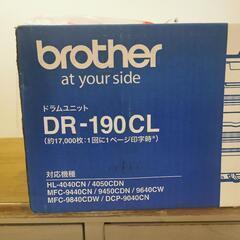 brother
at your side
ドラムユニット
DR-190CL
(約17,000枚:1回に1ページ印字時*)
対応機種
HL-4040CN / 4050CDN
MFC-9440CN / 9450CDN / 9640CW
MFC-9840CDW / DCP-9040CN